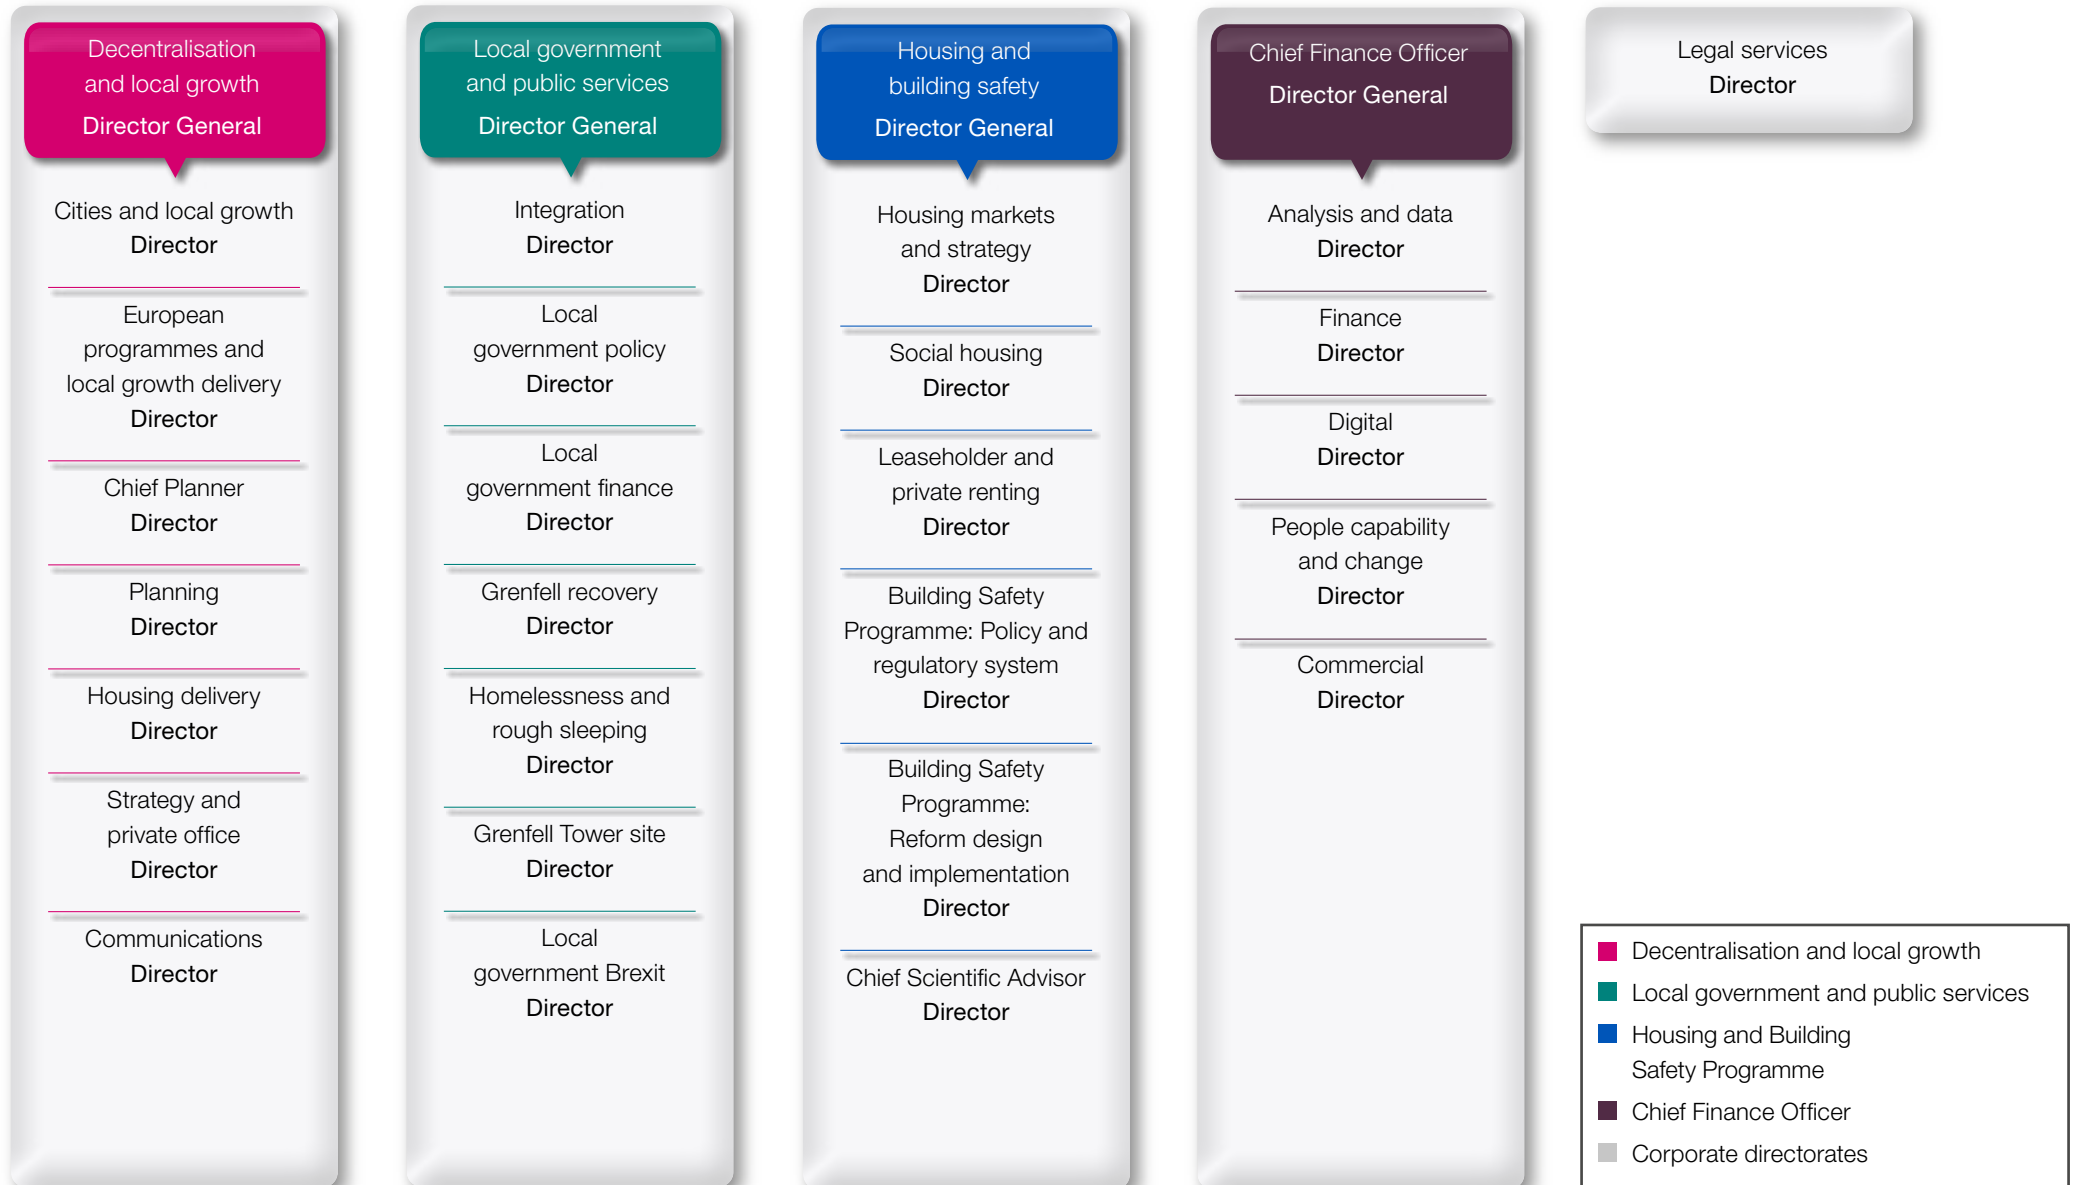 Decentralisation
and local growth
Director General
Cities and local growth
Director
European
programmes and
local growth delivery
Director
Chief Planner
Director
Planning
Director
Housing delivery
Director
Strategy and
private office
Director
Communications
Director
Local government
and public services
Director General
Integration
Director
Local
government policy
Director
Local
government finance
Director
Grenfell recovery
Director
Homelessness and
rough sleeping
Director
Grenfell Tower site
Director
Local
government Brexit
Director
Housing and
building safety
Director General
Housing markets
and strategy
Director
Social housing
Director
Leaseholder and
private renting
Director
Building Safety
Programme: Policy and
regulatory system
Director
Building Safety
Programme:
Reform design
and implementation
Director
Chief Scientific Advisor
Director
Chief Finance Officer
Director General
Analysis and data
Director
Finance
Director
Digital
Director
People capability
and change
Director
Commercial
Director
Legal services
Director
Decentralisation and local growth
Local government and public services
Housing and Building
Safety Programme
Chief Finance Officer
Corporate directorates